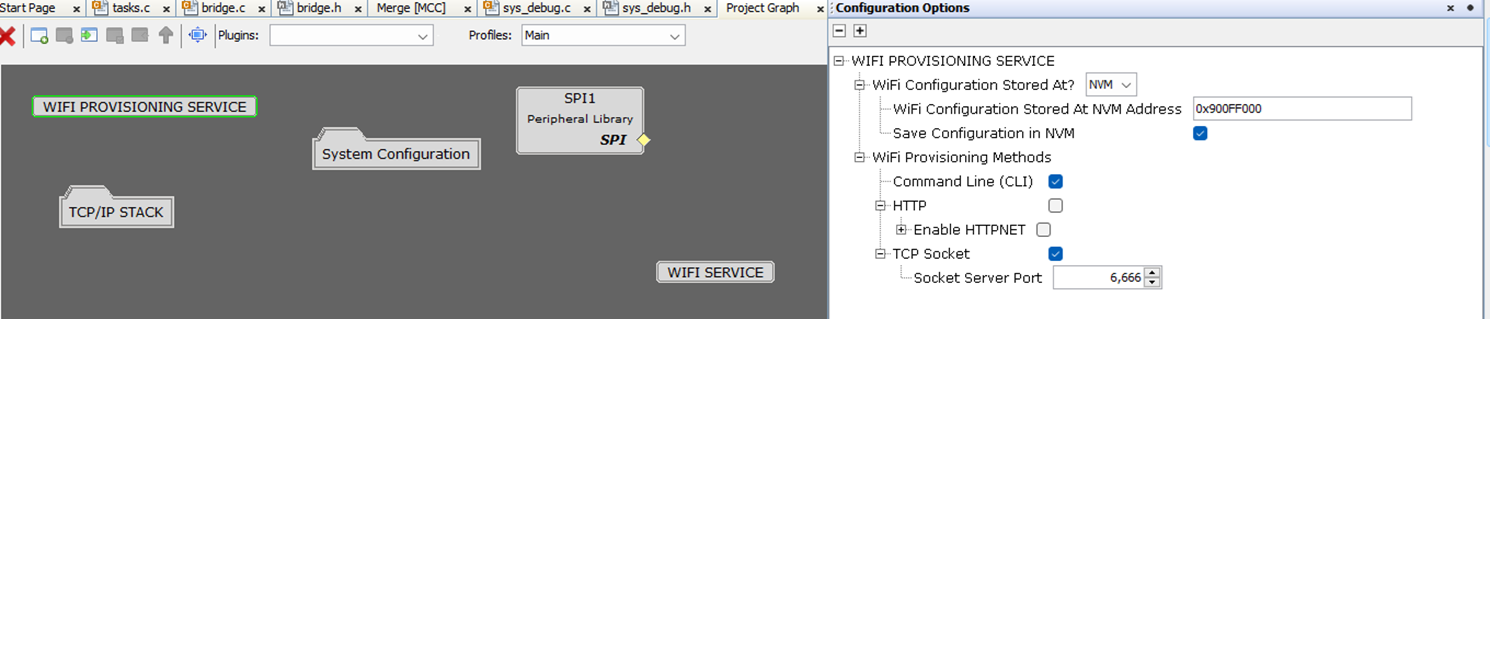 Start Page
tasks.c
bridge.c
bridge.h
Merge [MCC]
sys_debug.c
sys_debug.h
Project Graph
Configuration Options
Plugins:
Profiles: Main
WIFI PROVISIONING SERVICE
SPI1
Peripheral Library
SPI
System Configuration
TCP/IP STACK
WIFI SERVICE
WIFI PROVISIONING SERVICE
WiFi Configuration Stored At? NVM
WiFi Configuration Stored At NVM Address 0x900FF000
Save Configuration in NVM
WiFi Provisioning Methods
Command Line (CLI)
HTTP
Enable HTTPNET
TCP Socket
Socket Server Port 6,666